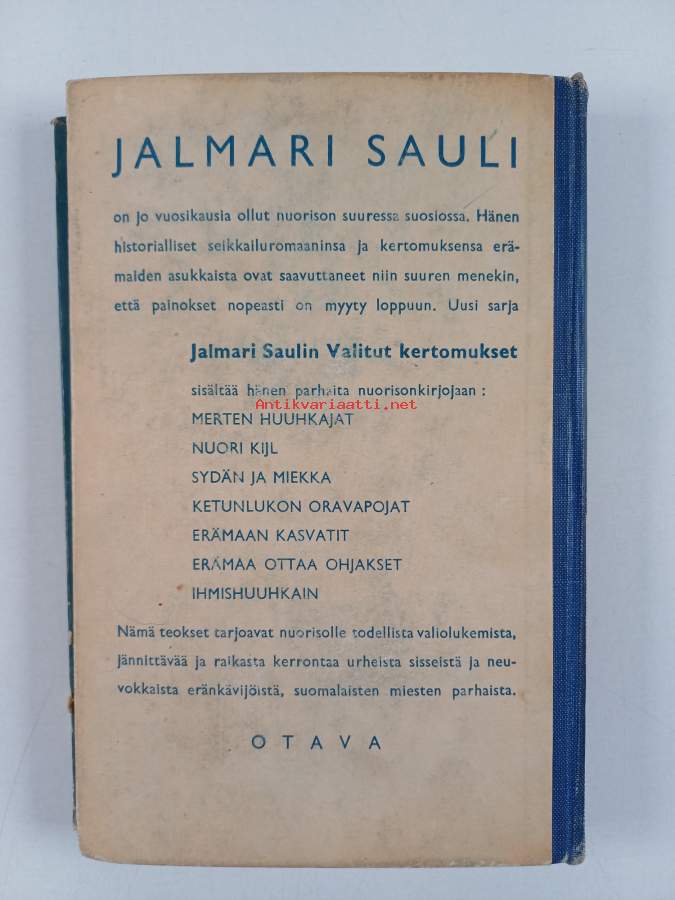 JALMARI SAULI
on jo vuosikausia ollut nuorison suuressa suosiossa. Hänen
historialliset seikkailuromaaninsa ja kertomuksensa erä-
maiden asukkaista ovat saavuttaneet niin suuren menekin,
että painokset nopeasti on myyty loppuun. Uusi sarja
Jalmari Saulin Valitut kertomukset
sisältää hänen parhaita nuorisonkirjojaan :
Antikvariaatti.net
MERTEN HUUHKAJAT
NUORI KIJL
SYDÄN JA MIEKKA
KETUNLUKON ORAVAPOJAT
ERÄMAAN KASVATIT
ERÄMAA OTTAA OHJAKSET
IHMISHUUHKAIN
Nämä teokset tarjoavat nuorisolle todellista valiolukemista,
jännittävää ja raikasta kerrontaa urheista sisseistä ja neu-
vokkaista eränkävijöistä, suomalaisten miesten parhaista.
OTAVA